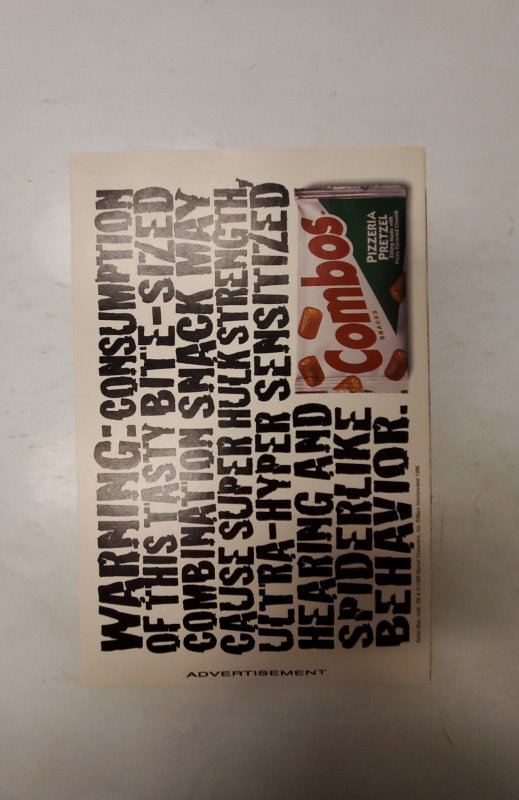 WARNING: CONSUMPTION
OF THIS TASTY BITE-SIZED
COMBINATION SNACK MAY
CAUSE SUPER HULK STRENGTH,
ULTRA-HYPER SENSITIZED
HEARING AND
SPIDERLIKE
BEHAVIOR.
Combos
SNACKS
PIZZERIA
PRETZEL
ADVERTISEMENT